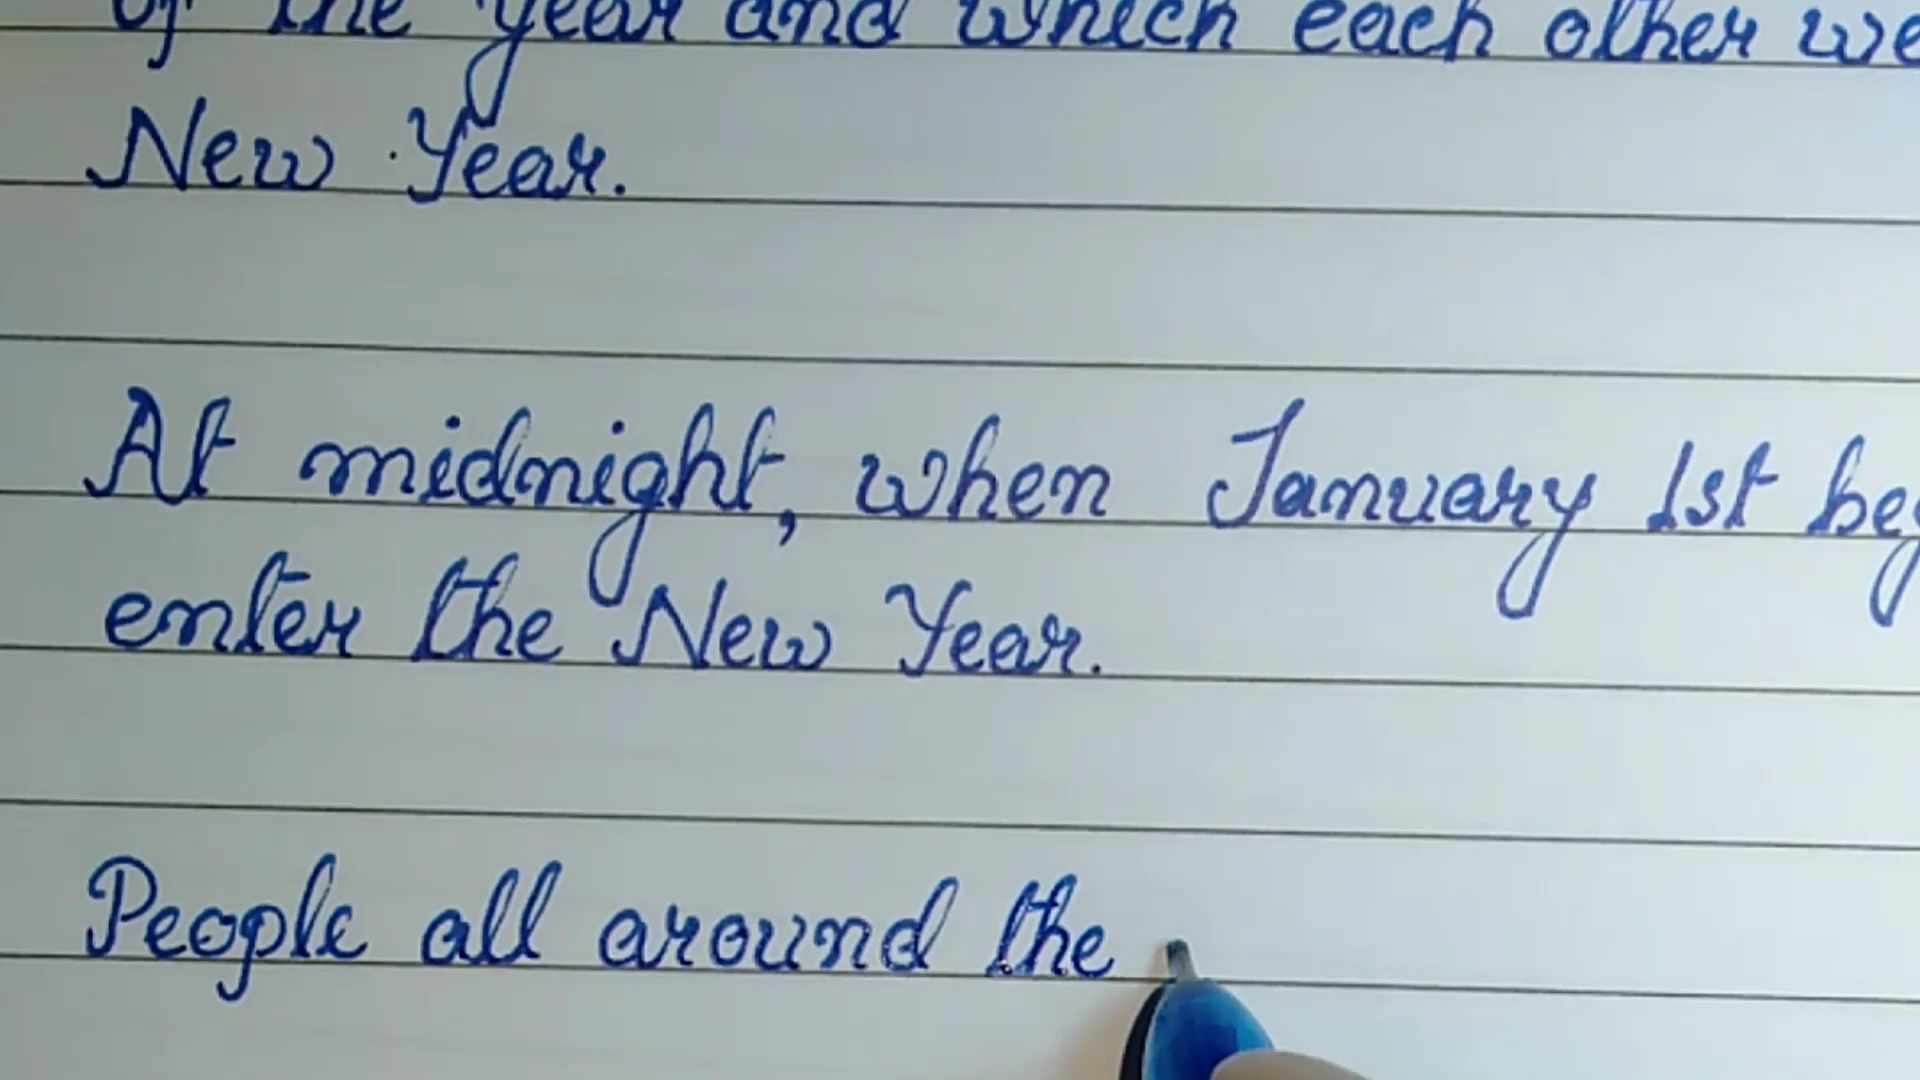 of the year and which each other we
New Year.
At midnight, when January 1st beg
enter the New Year.
People all around the